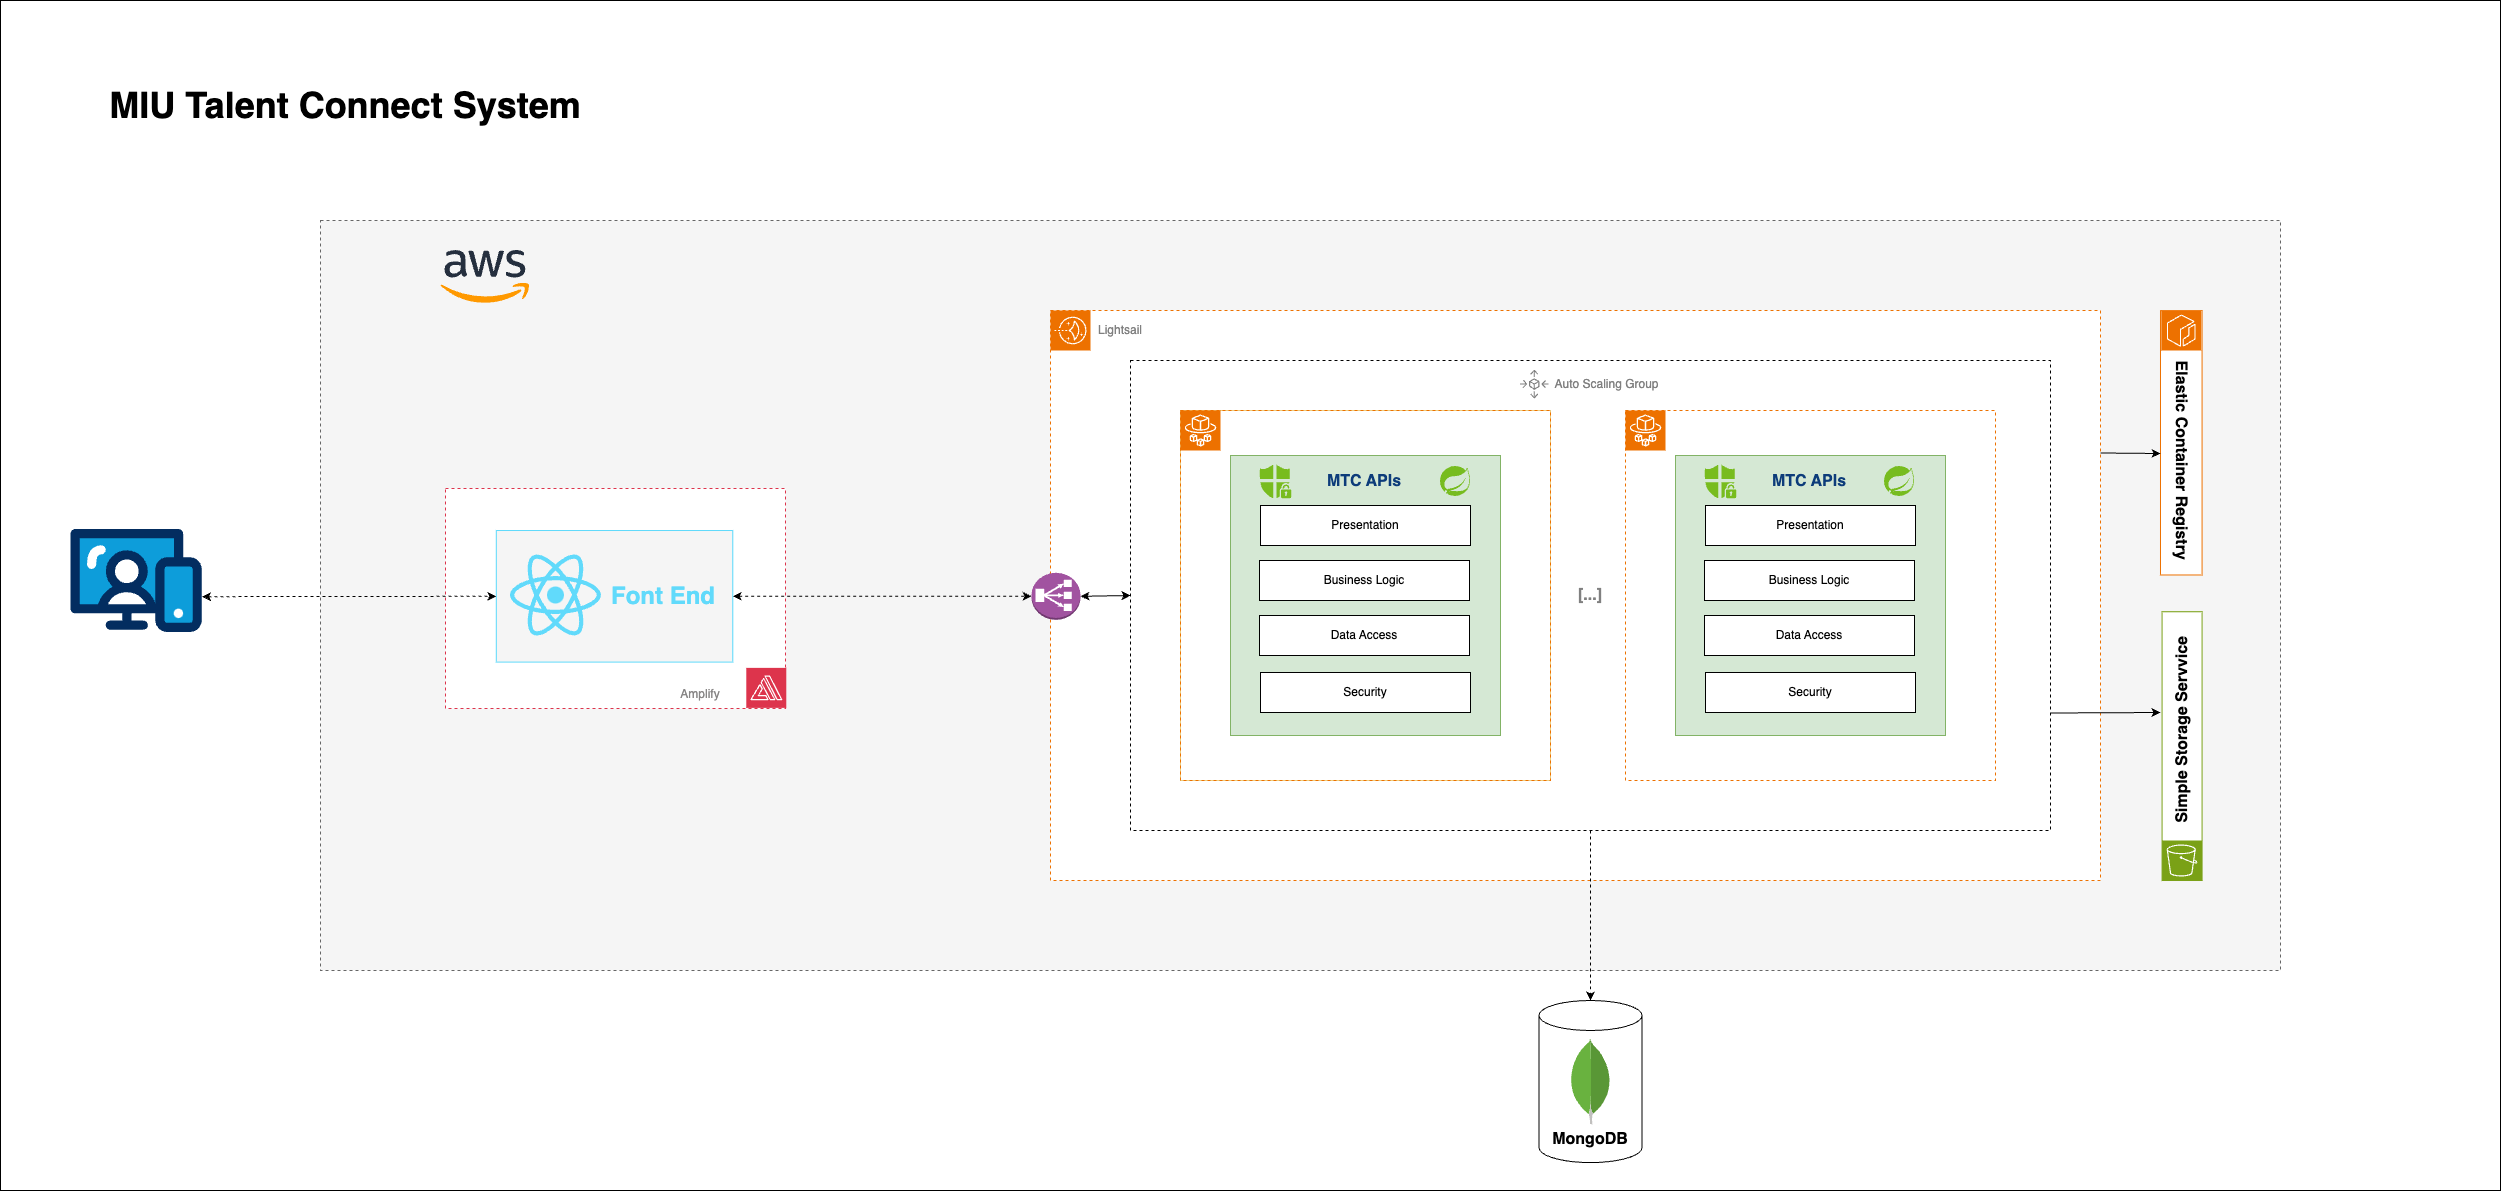 MIU Talent Connect System
aws
Lightsail
Auto Scaling Group
MTC APIs
Presentation
Business Logic
Data Access
Security
[...]
MTC APIs
Presentation
Business Logic
Data Access
Security
Font End
Amplify
Elastic Container Registry
Simple Storage Servvice
MongoDB